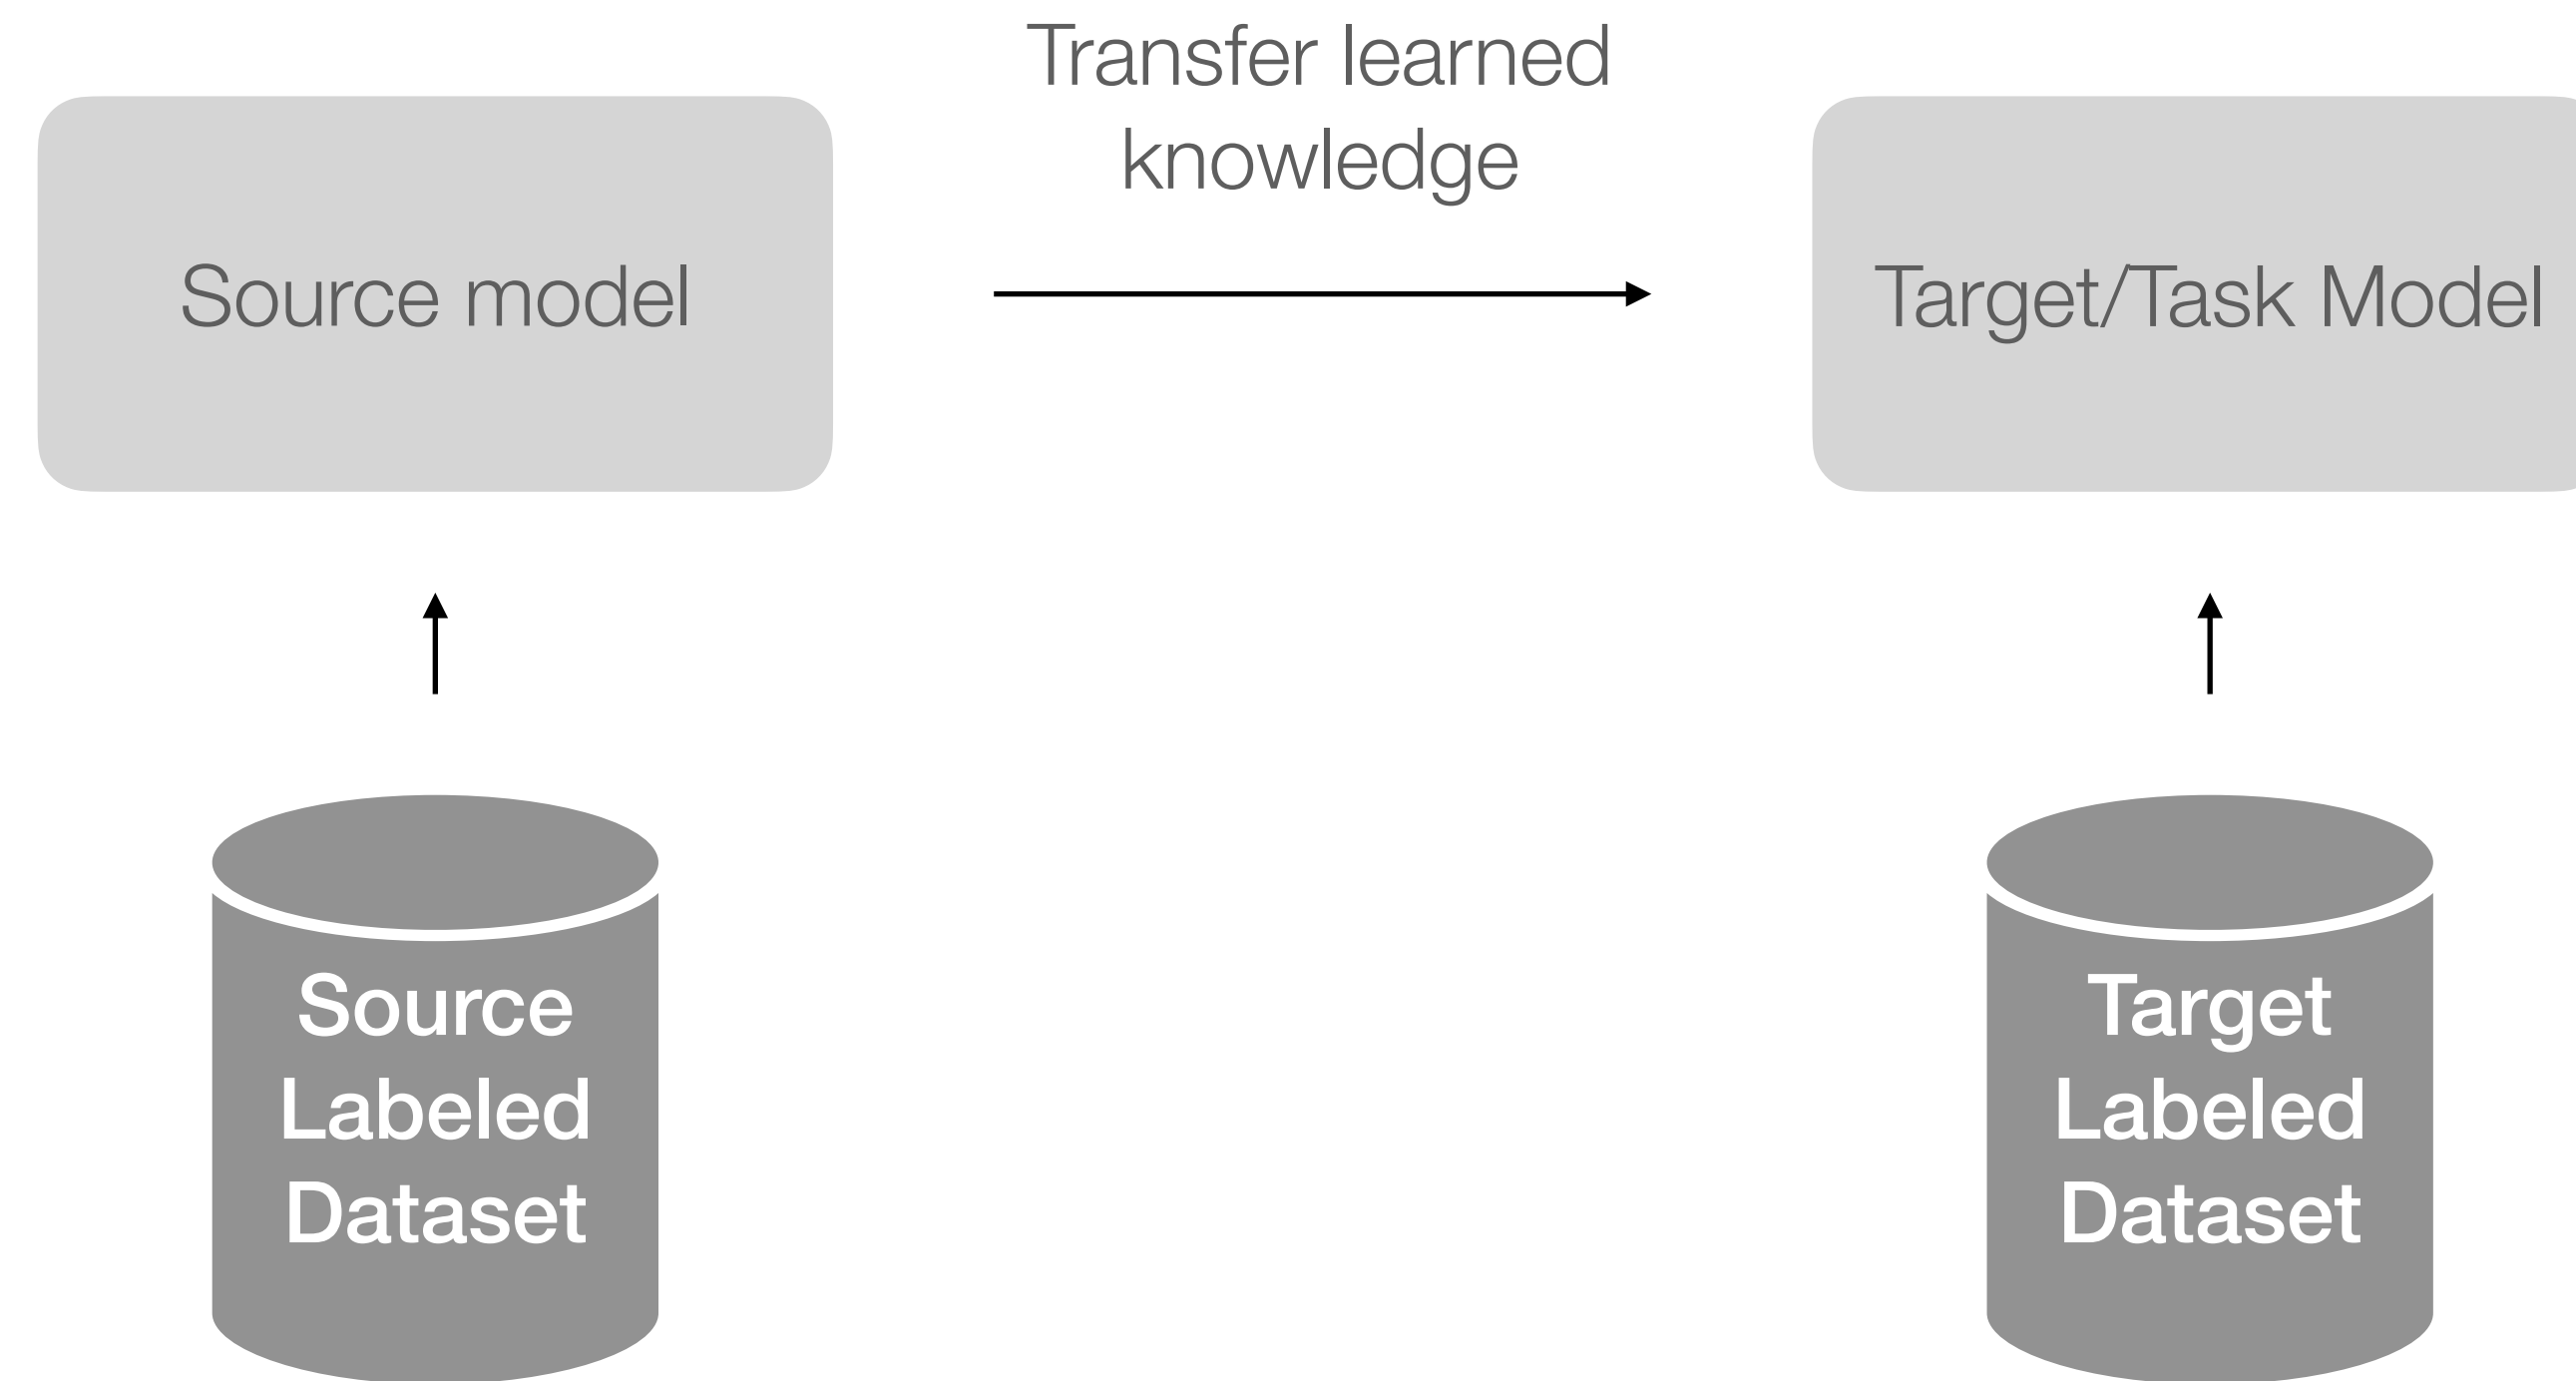 Transfer learned
knowledge
Source model
Target/Task Model
Source
Labeled
Dataset
Target
Labeled
Dataset